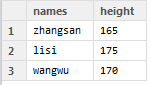 names height
1 zhangsan 165
2 lisi 175
3 wangwu 170